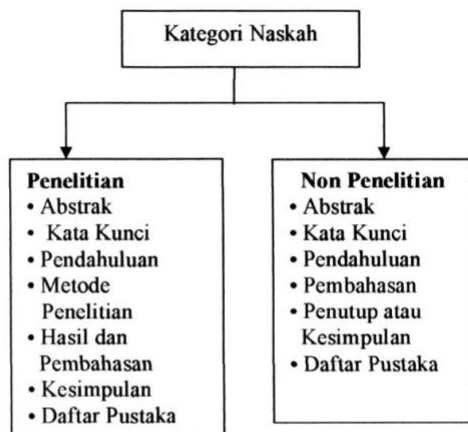 Kategori Naskah
Penelitian
• Abstrak
• Kata Kunci
• Pendahuluan
• Metode
Penelitian
• Hasil dan
Pembahasan
• Kesimpulan
• Daftar Pustaka
Non Penelitian
• Abstrak
• Kata Kunci
• Pendahuluan
• Pembahasan
• Penutup atau
Kesimpulan
• Daftar Pustaka